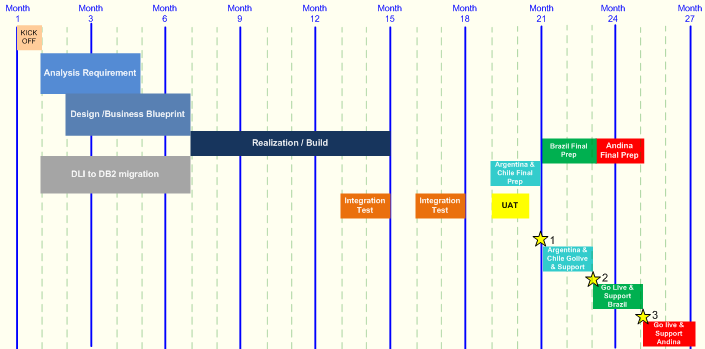 Month Month Month Month Month Month Month Month Month Month
1 3 6 9 12 15 18 21 24 27
KICK
OFF
Analysis Requirement
Design /Business Blueprint
Realization / Build
Brazil Final
Prep
Andina
Final Prep
DLI to DB2 migration
Argentina &
Chile Final
Prep
Integration
Test
Integration
Test
UAT
1
Argentina &
Chile Golive
& Support
2
Go Live &
Support
Brazil
3
Go live &
Support
Andina